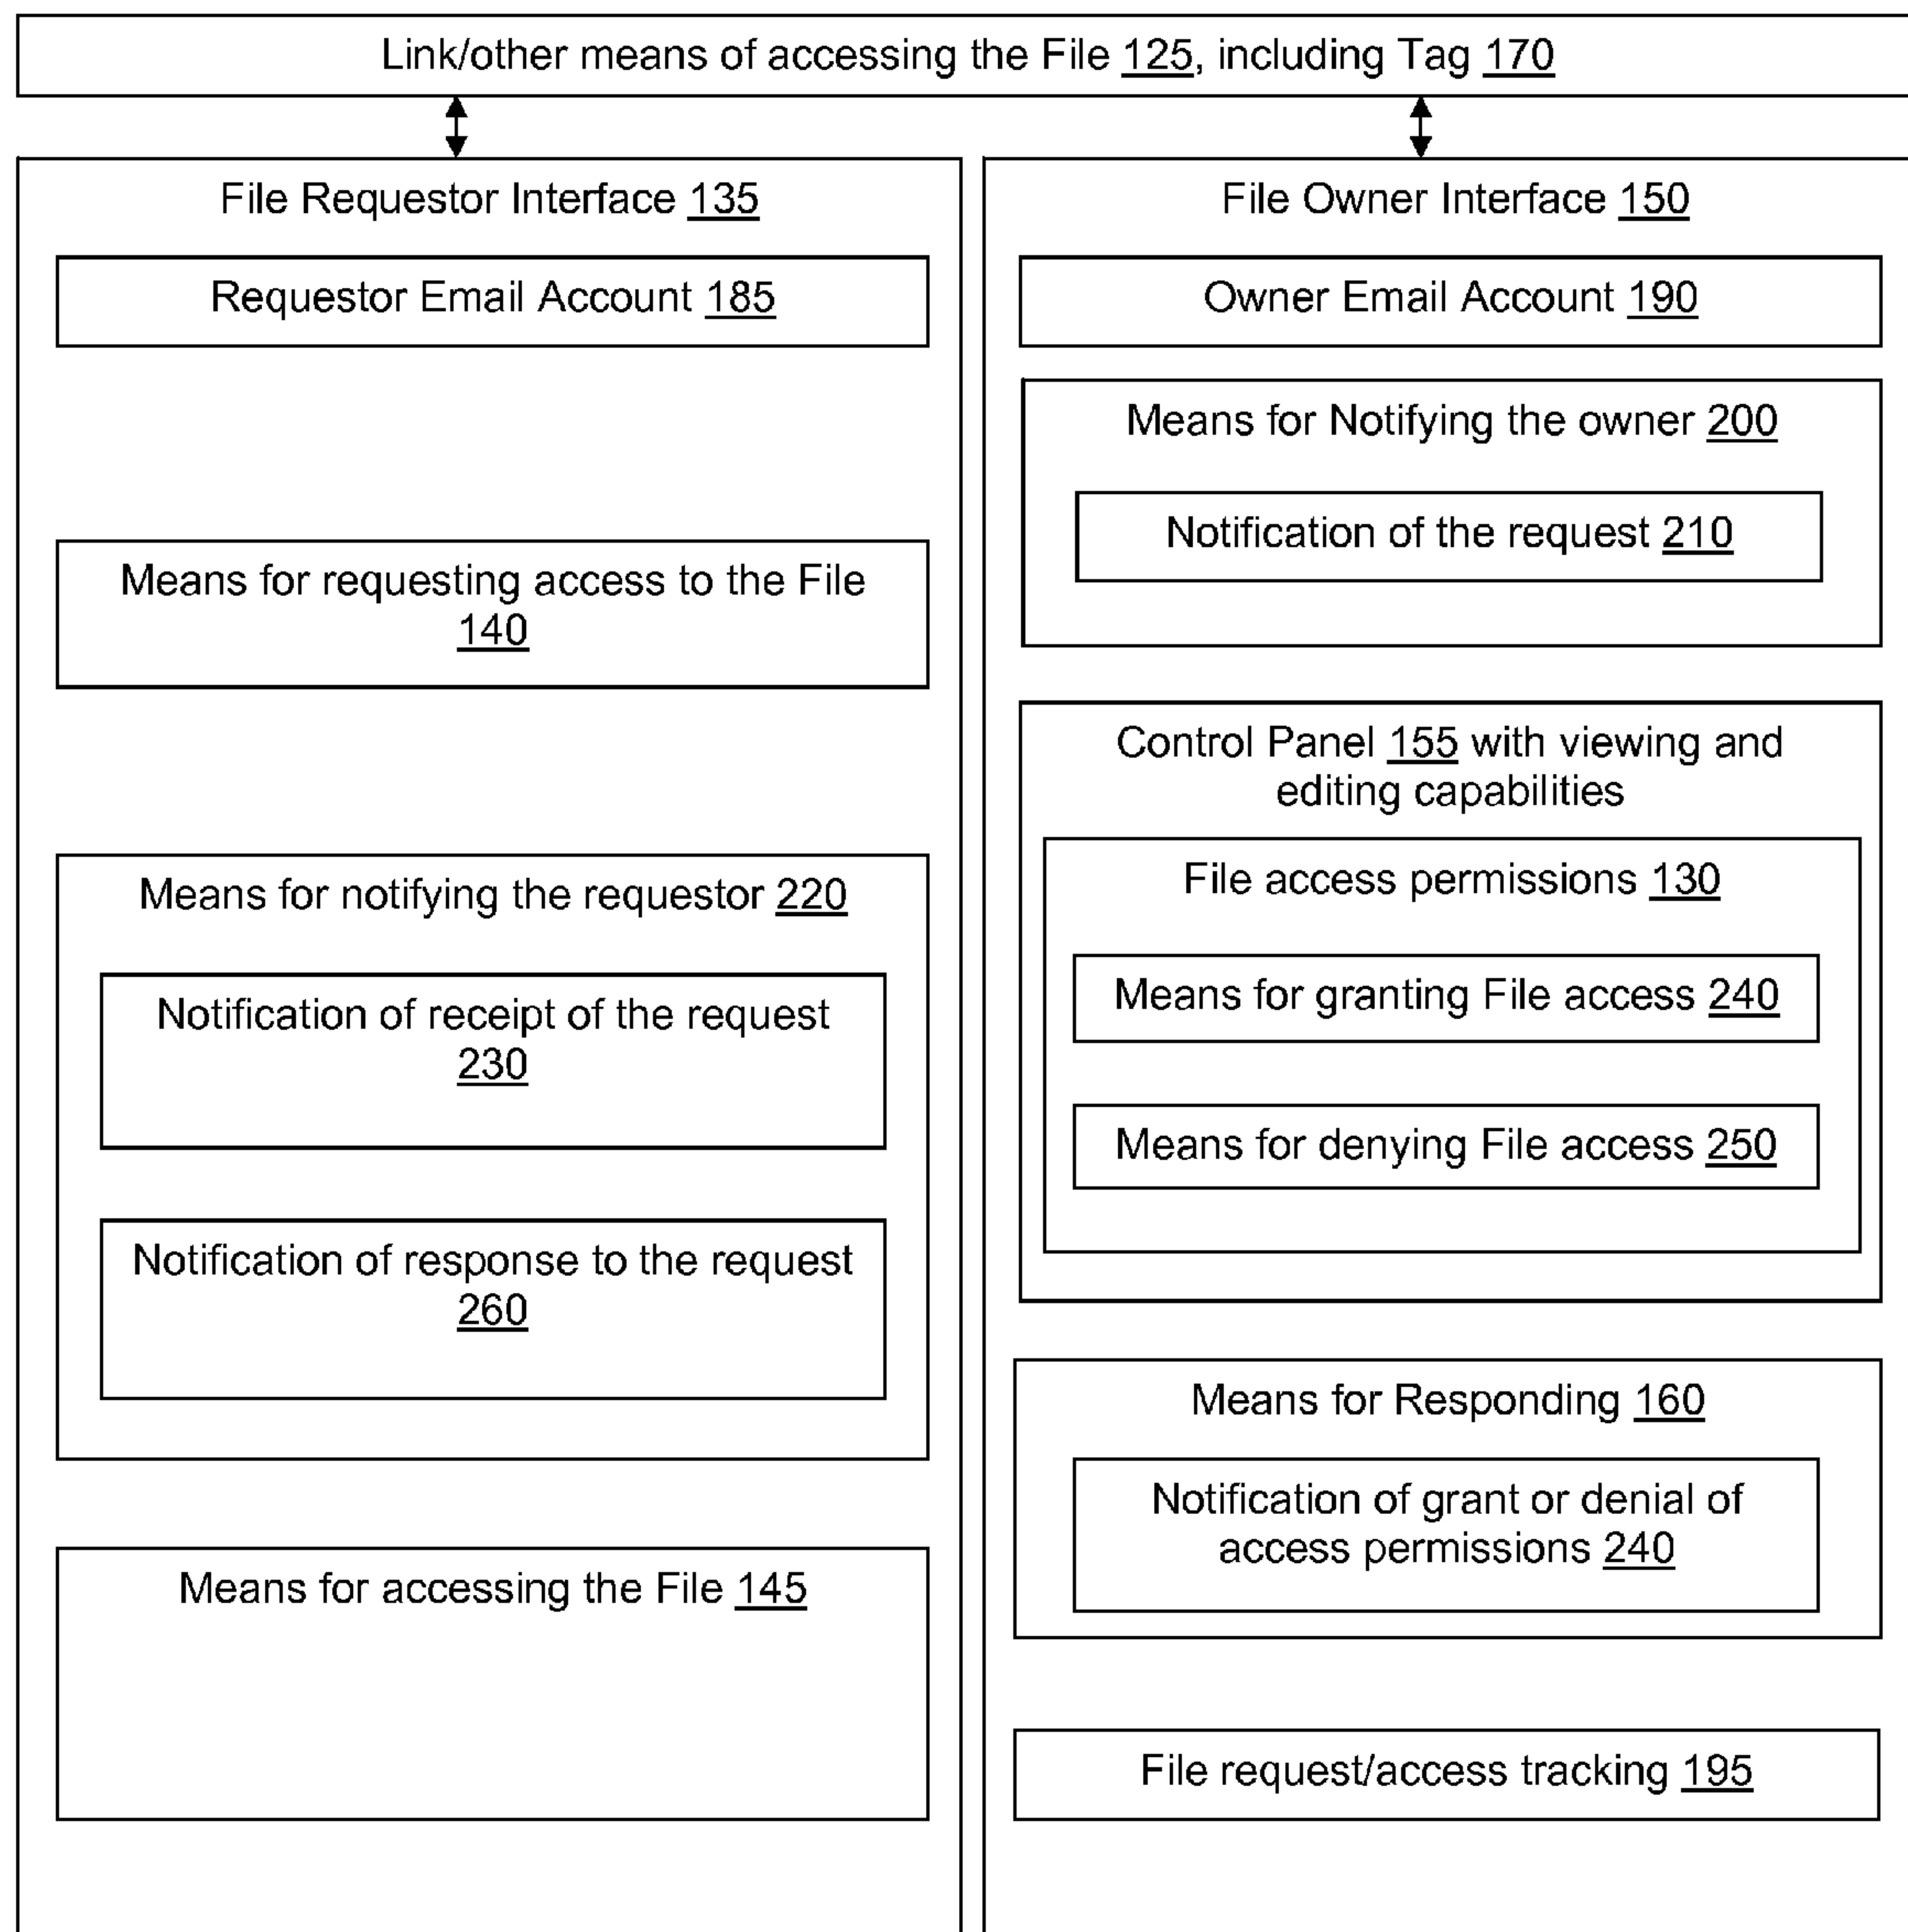 Link/other means of accessing the File 125, including Tag 170
File Requestor Interface 135
Requestor Email Account 185
Means for requesting access to the File
140
Means for notifying the requestor 220
Notification of receipt of the request
230
Notification of response to the request
260
Means for accessing the File 145
File Owner Interface 150
Owner Email Account 190
Means for Notifying the owner 200
Notification of the request 210
Control Panel 155 with viewing and
editing capabilities
File access permissions 130
Means for granting File access 240
Means for denying File access 250
Means for Responding 160
Notification of grant or denial of
access permissions 240
File request/access tracking 195